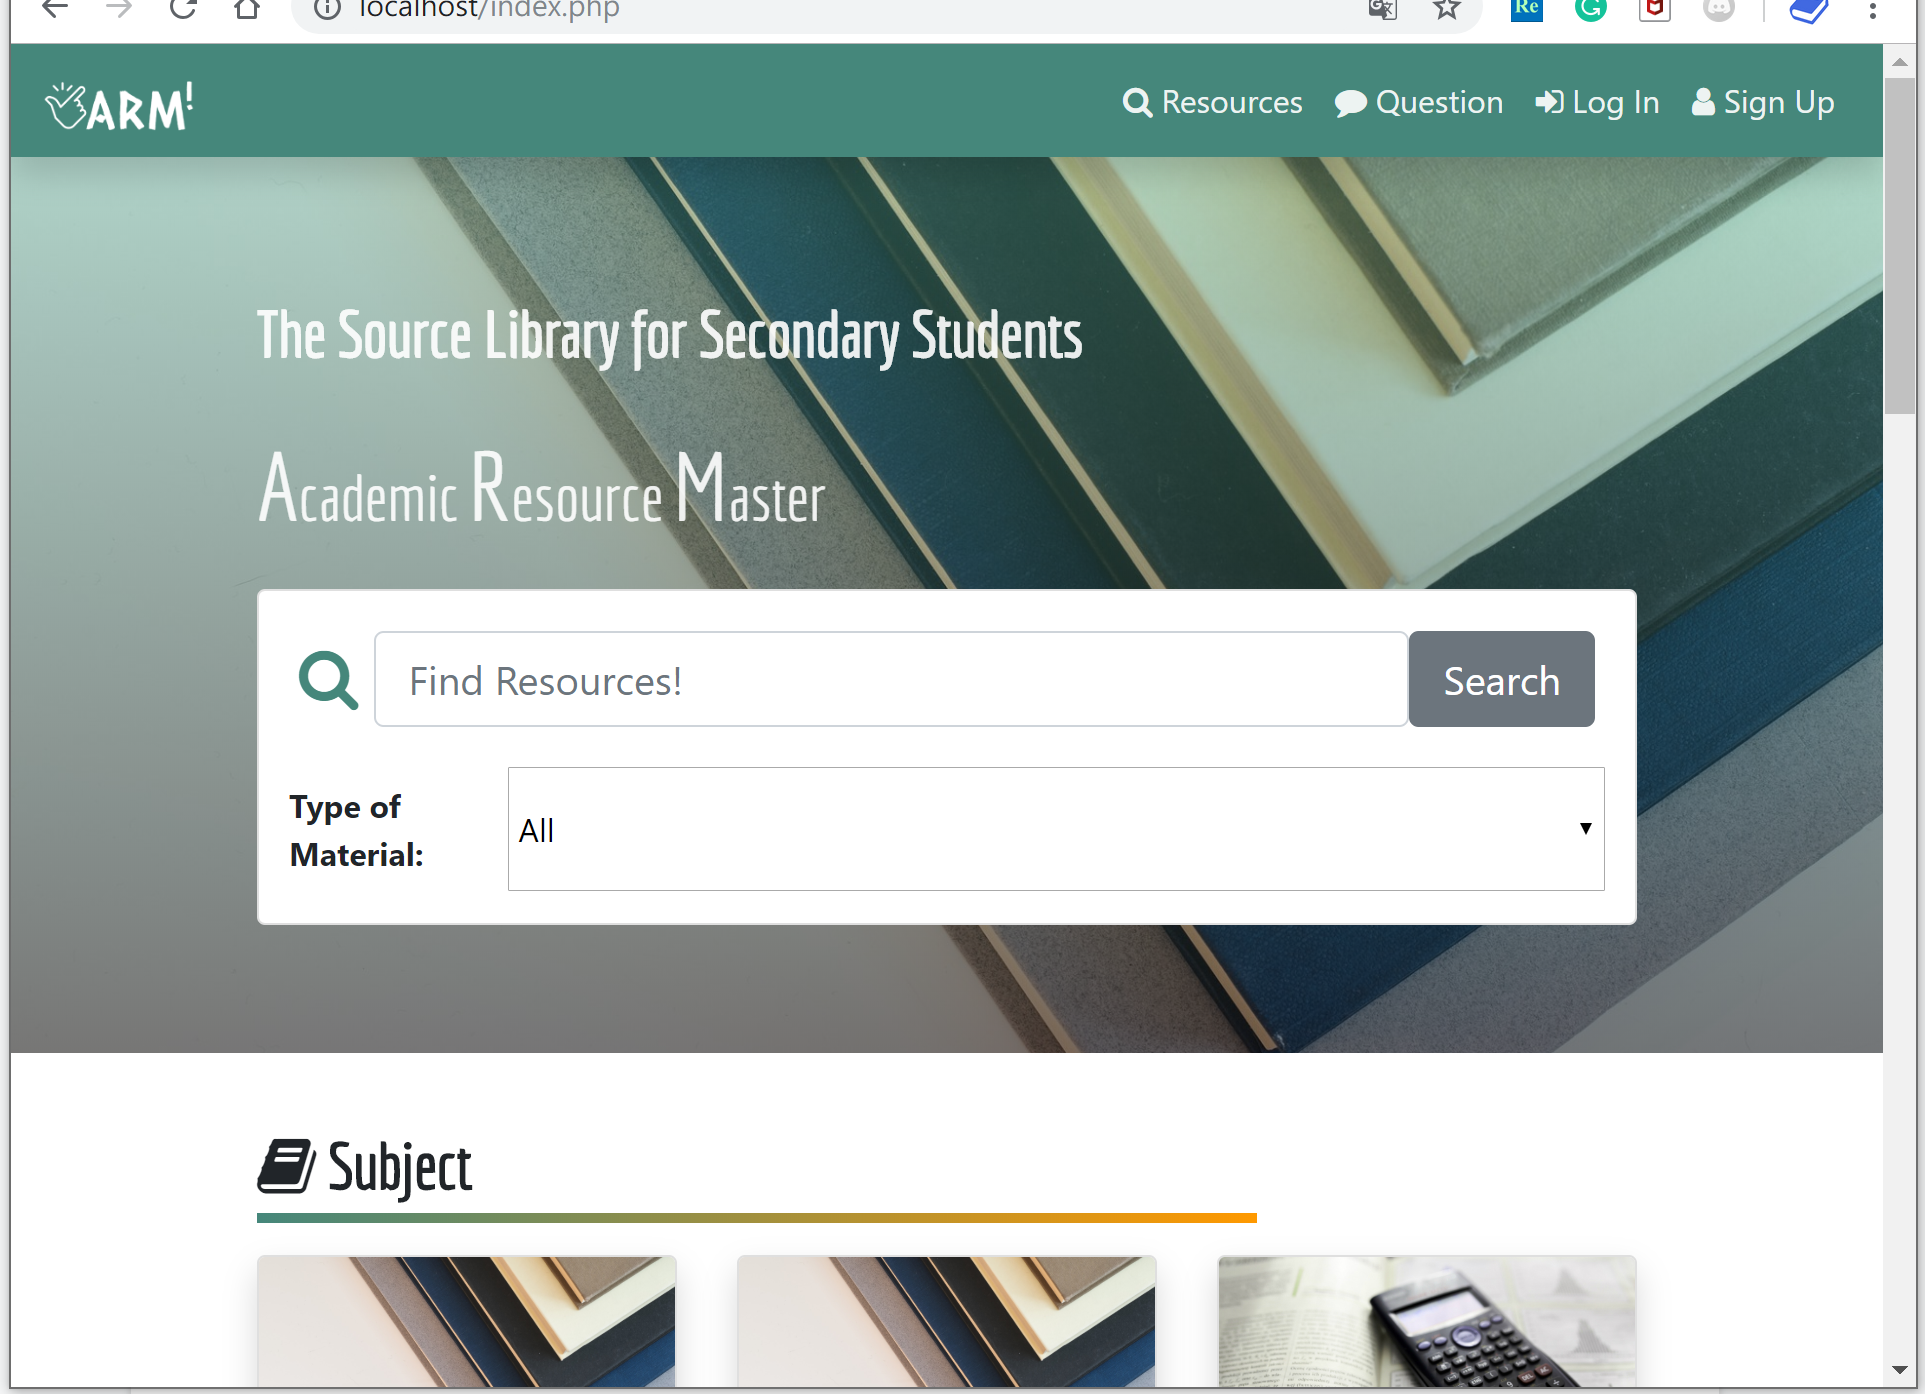 localhost/index.php
Re
ARM!
Resources
Question
Log In
Sign Up
The Source Library for Secondary Students
Academic Resource Master
Find Resources!
Search
Type of
Material:
All
Subject